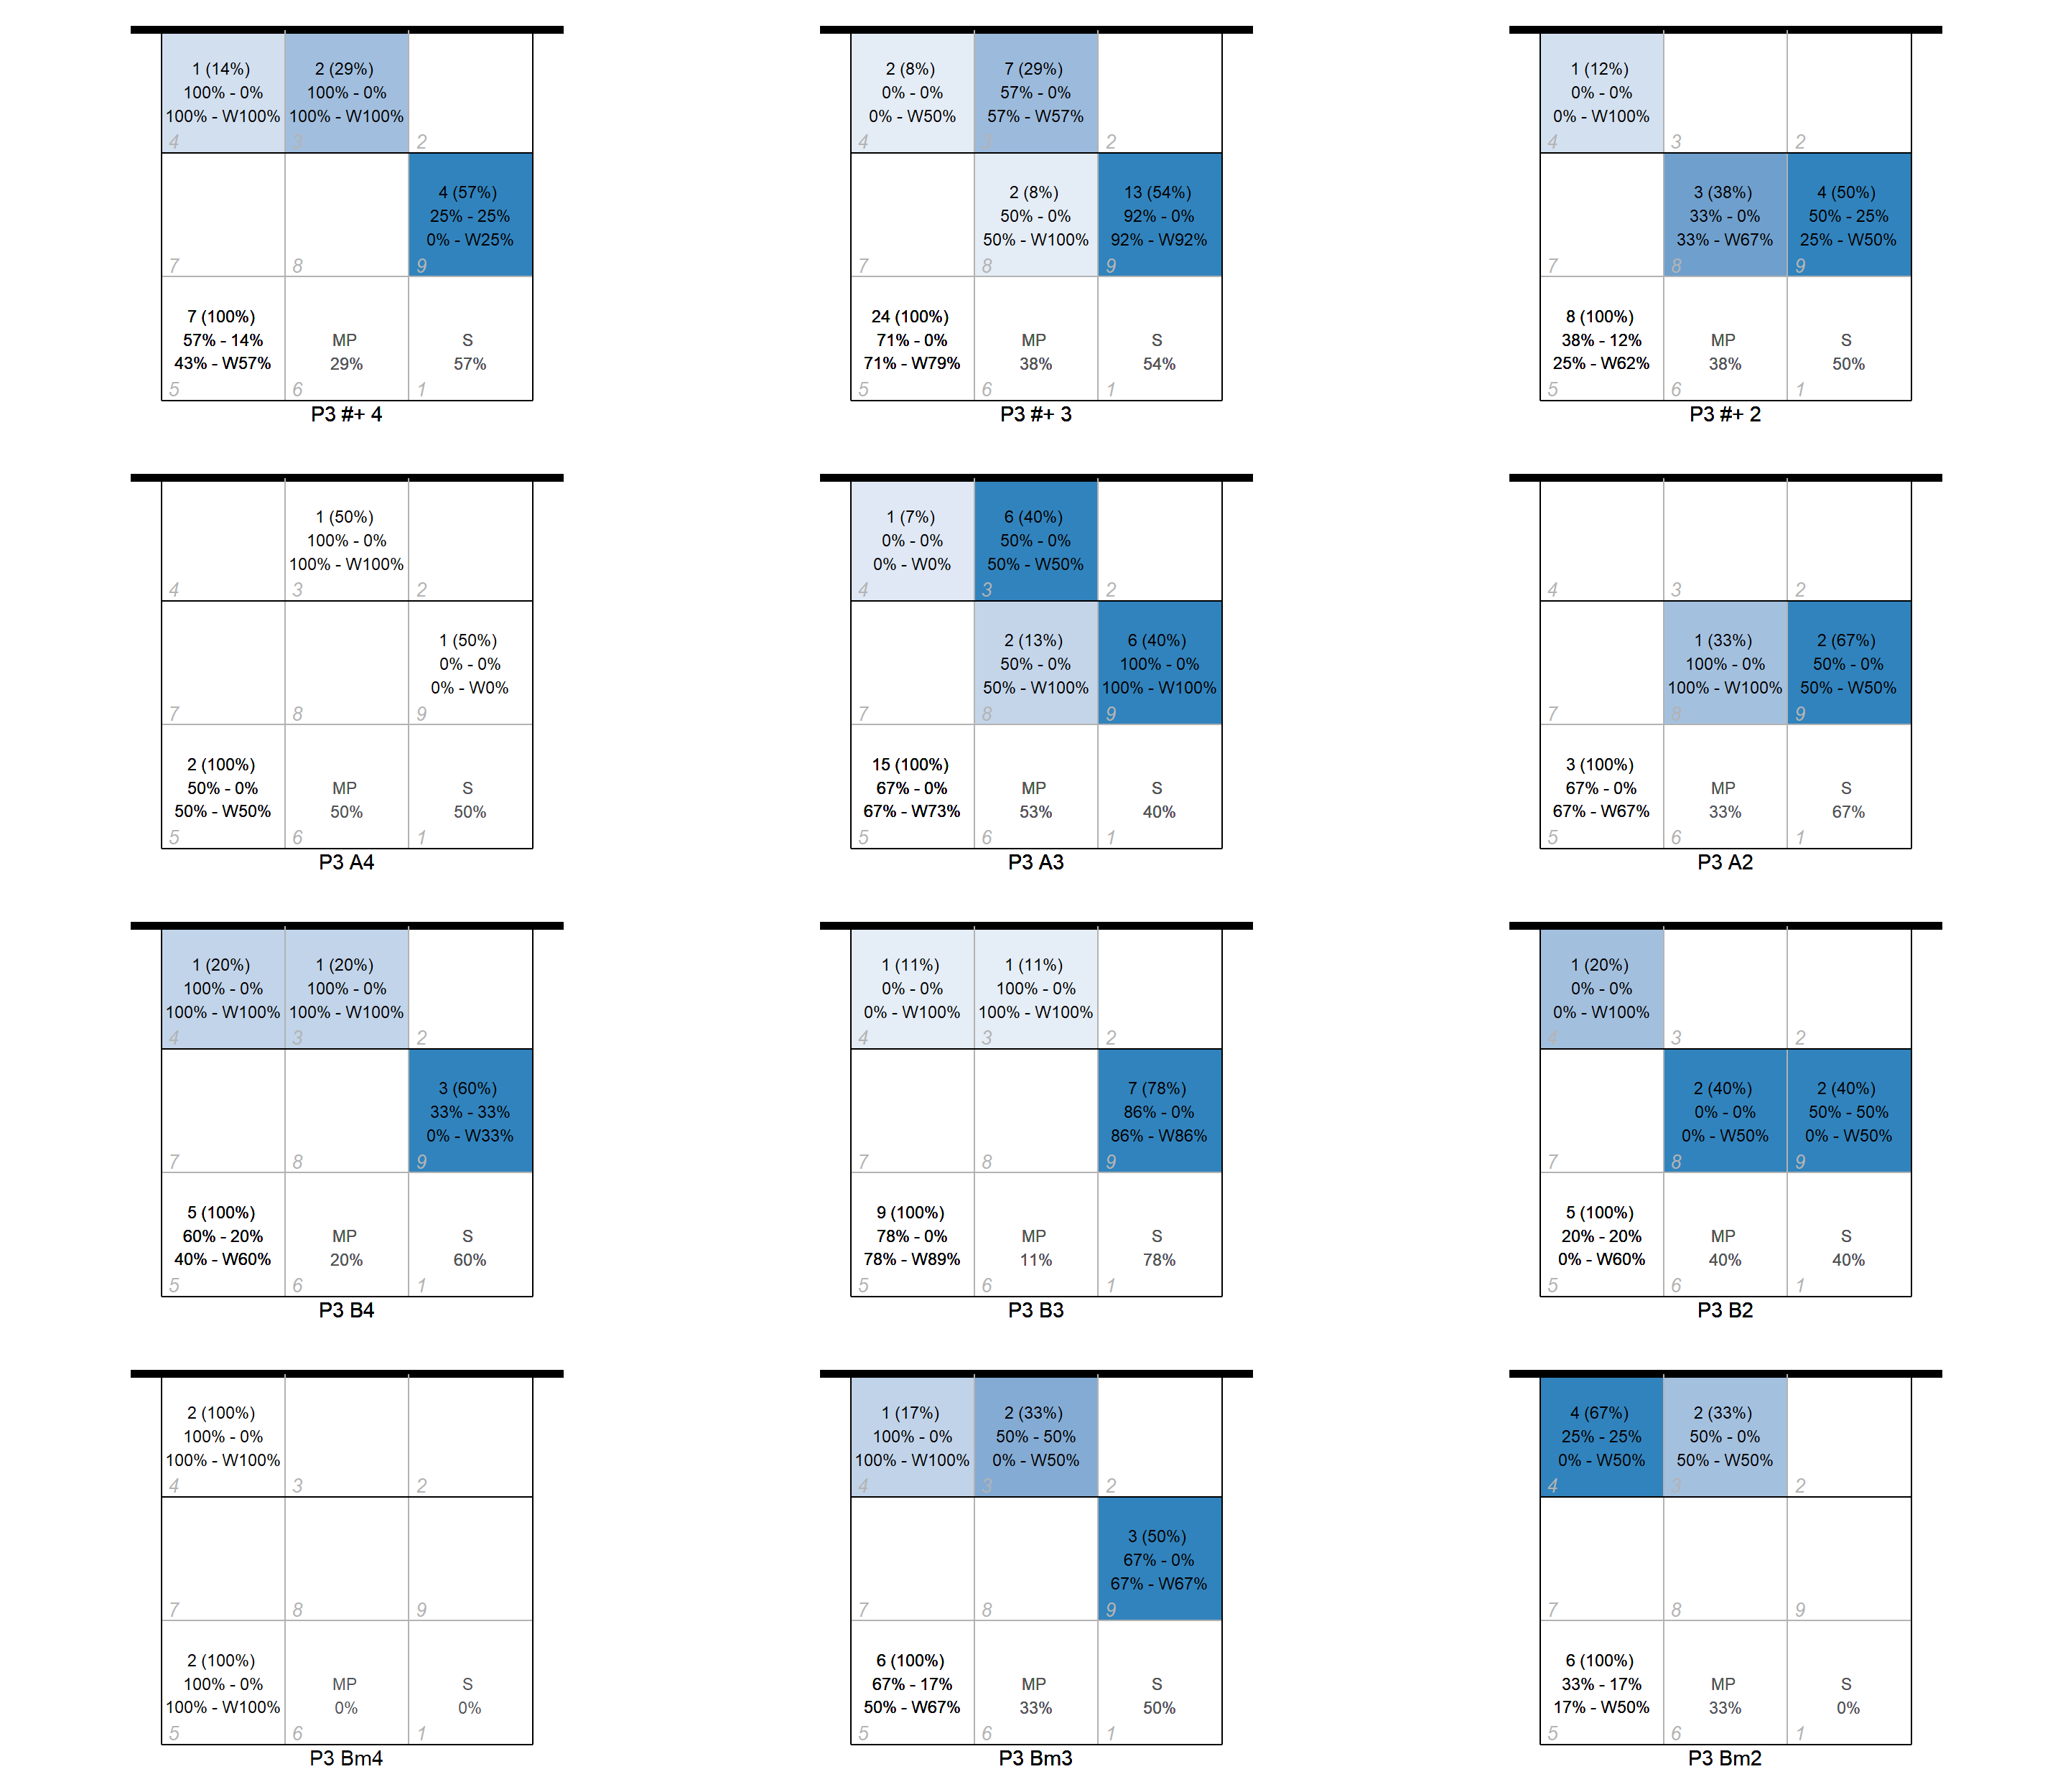 1 (14%) 2 (29%)
100% - 0% 100% - 0%
100% - W100% 100% - W100%
4 3 2
4 (57%)
25% - 25%
0% - W25%
7 8 9
7 (100%)
57% - 14% MP S
43% - W57% 29% 57%
5 6 1
P3 #+ 4
2 (8%) 7 (29%)
0% - 0% 57% - 0%
0% - W50% 57% - W57%
4 3 2
2 (8%) 13 (54%)
50% - 0% 92% - 0%
50% - W100% 92% - W92%
7 8 9
24 (100%)
71% - 0% MP S
71% - W79% 38% 54%
5 6 1
P3 #+ 3
1 (12%)
0% - 0%
0% - W100%
4 3 2
3 (38%) 4 (50%)
33% - 0% 50% - 25%
33% - W67% 25% - W50%
7 8 9
8 (100%)
38% - 12% MP S
25% - W62% 38% 50%
5 6 1
P3 #+ 2
1 (50%)
100% - 0%
100% - W100%
4 3 2
1 (50%)
0% - 0%
0% - W0%
7 8 9
2 (100%)
50% - 0% MP S
50% - W50% 50% 50%
5 6 1
P3 A4
1 (7%) 6 (40%)
0% - 0% 50% - 0%
0% - W0% 50% - W50%
4 3 2
2 (13%) 6 (40%)
50% - 0% 100% - 0%
50% - W100% 100% - W100%
7 8 9
15 (100%)
67% - 0% MP S
67% - W73% 53% 40%
5 6 1
P3 A3
4 3 2
1 (33%) 2 (67%)
100% - 0% 50% - 0%
100% - W100% 50% - W50%
7 8 9
3 (100%)
67% - 0% MP S
67% - W67% 33% 67%
5 6 1
P3 A2
1 (20%) 1 (20%)
100% - 0% 100% - 0%
100% - W100% 100% - W100%
4 3 2
3 (60%)
33% - 33%
0% - W33%
7 8 9
5 (100%)
60% - 20% MP S
40% - W60% 20% 60%
5 6 1
P3 B4
1 (11%) 1 (11%)
0% - 0% 100% - 0%
0% - W100% 100% - W100%
4 3 2
7 (78%)
86% - 0%
86% - W86%
7 8 9
9 (100%)
78% - 0% MP S
78% - W89% 11% 78%
5 6 1
P3 B3
1 (20%)
0% - 0%
0% - W100%
4 3 2
2 (40%) 2 (40%)
0% - 0% 50% - 50%
0% - W50% 0% - W50%
7 8 9
5 (100%)
20% - 20% MP S
0% - W60% 40% 40%
5 6 1
P3 B2
2 (100%)
100% - 0%
100% - W100%
4 3 2
7 8 9
2 (100%)
100% - 0% MP S
100% - W100% 0% 0%
5 6 1
P3 Bm4
1 (17%) 2 (33%)
100% - 0% 50% - 50%
100% - W100% 0% - W50%
4 3 2
3 (50%)
67% - 0%
67% - W67%
7 8 9
6 (100%)
67% - 17% MP S
50% - W67% 33% 50%
5 6 1
P3 Bm3
4 (67%) 2 (33%)
25% - 25% 50% - 0%
0% - W50% 50% - W50%
4 3 2
7 8 9
6 (100%)
33% - 17% MP S
17% - W50% 33% 0%
5 6 1
P3 Bm2